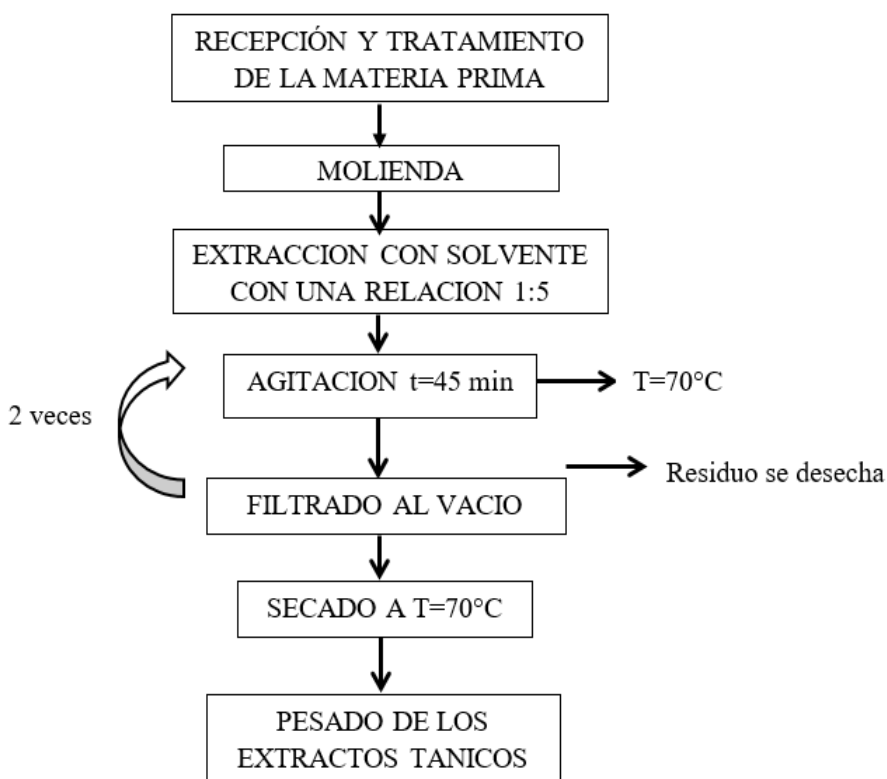 RECEPCIÓN Y TRATAMIENTO
DE LA MATERIA PRIMA
MOLIENDA
EXTRACCION CON SOLVENTE
CON UNA RELACION 1:5
AGITACION t=45 min
T=70°C
2 veces
Residuo se desecha
FILTRADO AL VACIO
SECADO A T=70°C
PESADO DE LOS
EXTRACTOS TANICOS